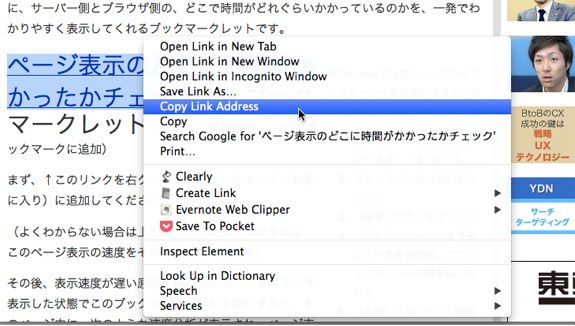 に、サーバー側とブラウザ側の、どこで時間がどれぐらいかかっているのかを、一発でわ
かりやすく表示してくれるブックマークレットです。
ページ表示の
かったかチェ
マークレット
ックマークに追加）
まず、↑このリンクを右ク
に入り）に追加してくださ
（よくわからない場合は
このページ表示の速度をそ
その後、表示速度が遅い
表示した状態でこのブック
Open Link in New Tab
Open Link in New Window
Open Link in Incognito Window
Save Link As...
Copy Link Address
Copy
Search Google for 'ページ表示のどこに時間がかかったかチェック'
Print...
Clearly
Create Link
Evernote Web Clipper
Save To Pocket
Inspect Element
Look Up in Dictionary
Speech
Services
BtoBのCX
成功の鍵は
戦略
UX
テクノロジー
YDN
サーチ
ターゲティング
東